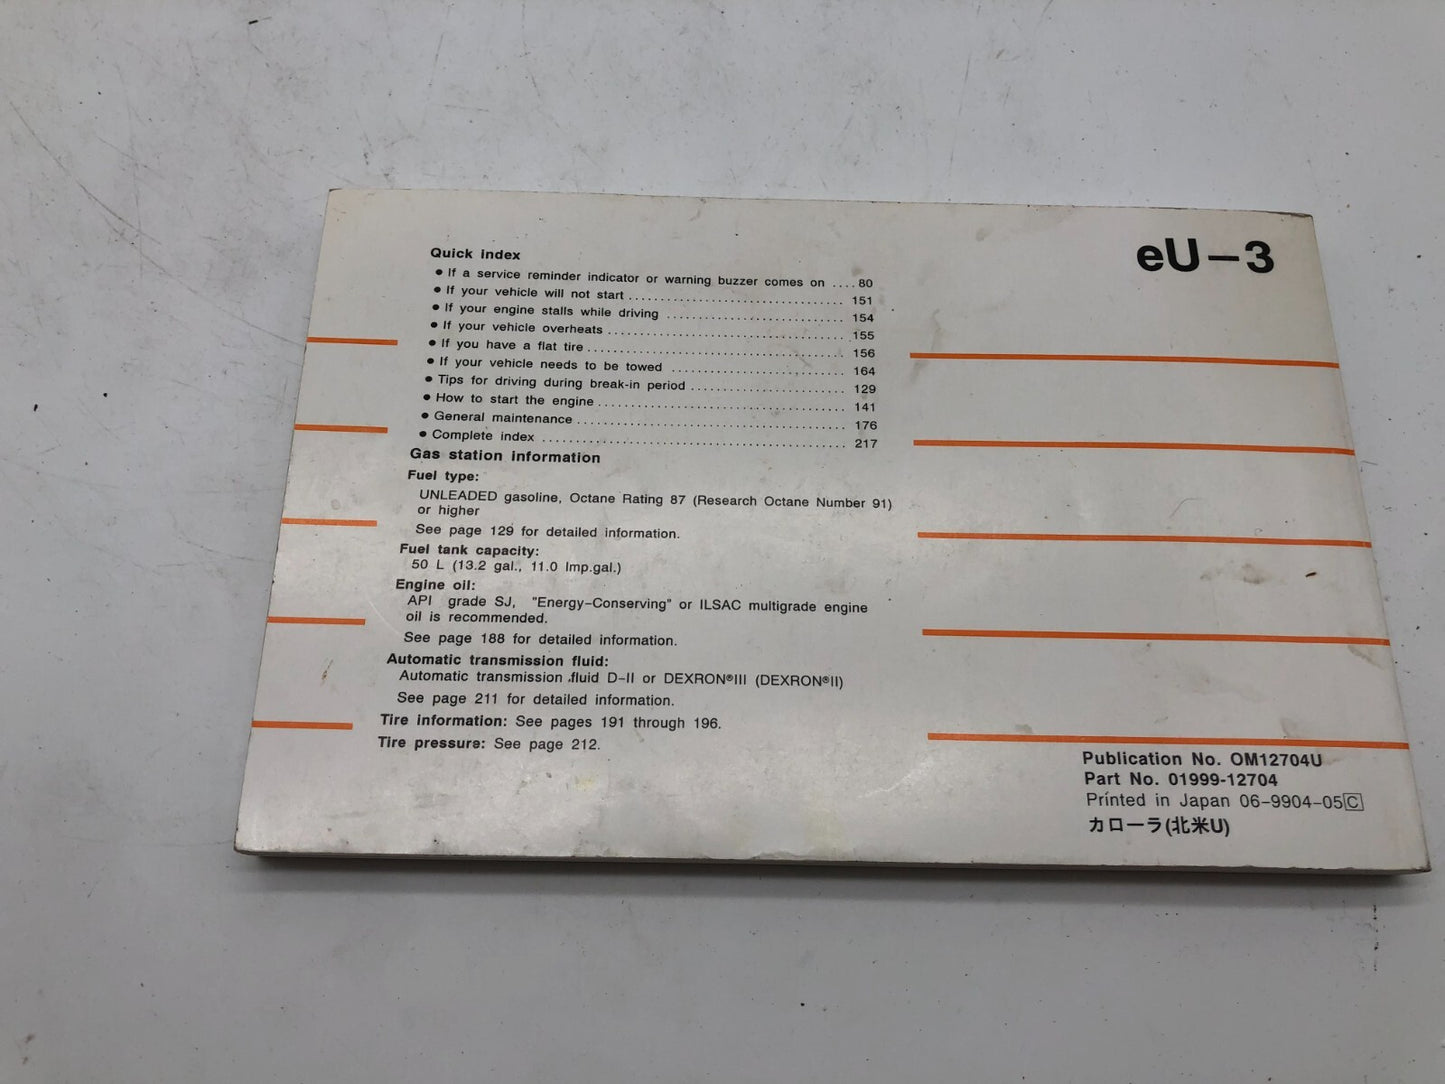 eU–3
Quick index
● If a service reminder indicator or warning buzzer comes on .... 80
● If your vehicle will not start .................................. 151
● If your engine stalls while driving ............................ 154
● If your vehicle overheats ..................................... 155
● If you have a flat tire ......................................... 156
● If your vehicle needs to be towed ........................... 164
● Tips for driving during break-in period ........................ 129
● How to start the engine ....................................... 141
● General maintenance .......................................... 176
● Complete index ................................................ 217
Gas station information
Fuel type:
UNLEADED gasoline, Octane Rating 87 (Research Octane Number 91)
or higher
See page 129 for detailed information.
Fuel tank capacity:
50 L (13.2 gal., 11.0 Imp.gal.)
Engine oil:
API grade SJ, "Energy–Conserving" or ILSAC multigrade engine
oil is recommended.
See page 188 for detailed information.
Automatic transmission fluid:
Automatic transmission fluid D–II or DEXRON®III (DEXRON®II)
See page 211 for detailed information.
Tire information: See pages 191 through 196.
Tire pressure: See page 212.
Publication No. OM12704U
Part No. 01999-12704
Printed in Japan 06–9904–05 C
カローラ(北米U)